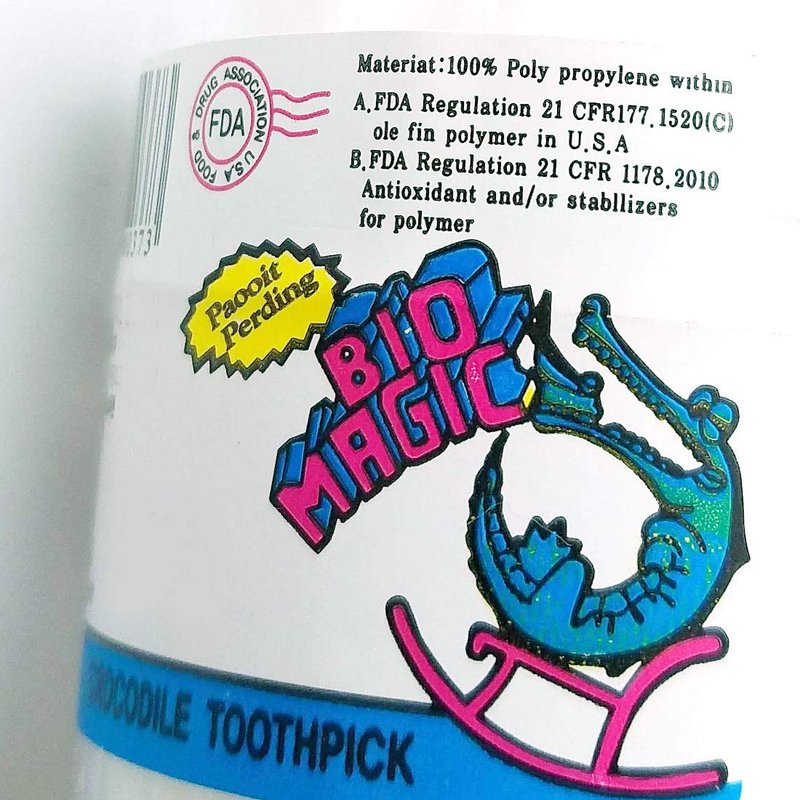 FOOD & DRUG ASSOCIATION U.S.A
FDA
Materiat:100% Poly propylene within
A.FDA Regulation 21 CFR177.1520(C)
ole fin polymer in U.S.A
B.FDA Regulation 21 CFR 1178.2010
Antioxidant and/or stabllizers
for polymer
373
Paooit
Perding
BIO
MAGIC
TOOTHPICK